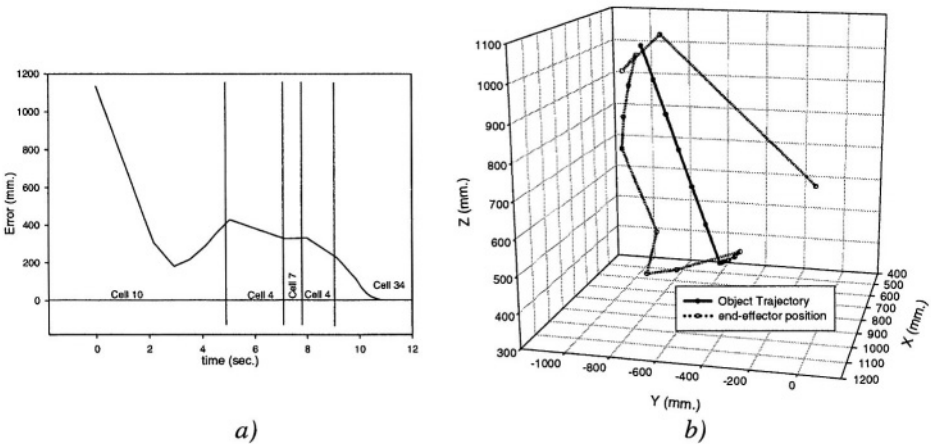 1200
1000
800
600
400
200
0
Error (mm.)
Cell 10
Cell 4
Cell 7
Cell 4
Cell 34
0
2
4
6
8
10
12
time (sec.)
a)
1100
1000
900
800
700
600
500
400
300
Z (mm.)
Object Trajectory
end-effector position
-1000
-800
-600
-400
-200
0
Y (mm.)
400
500
600
700
800
900
1000
1100
1200
X (mm.)
b)